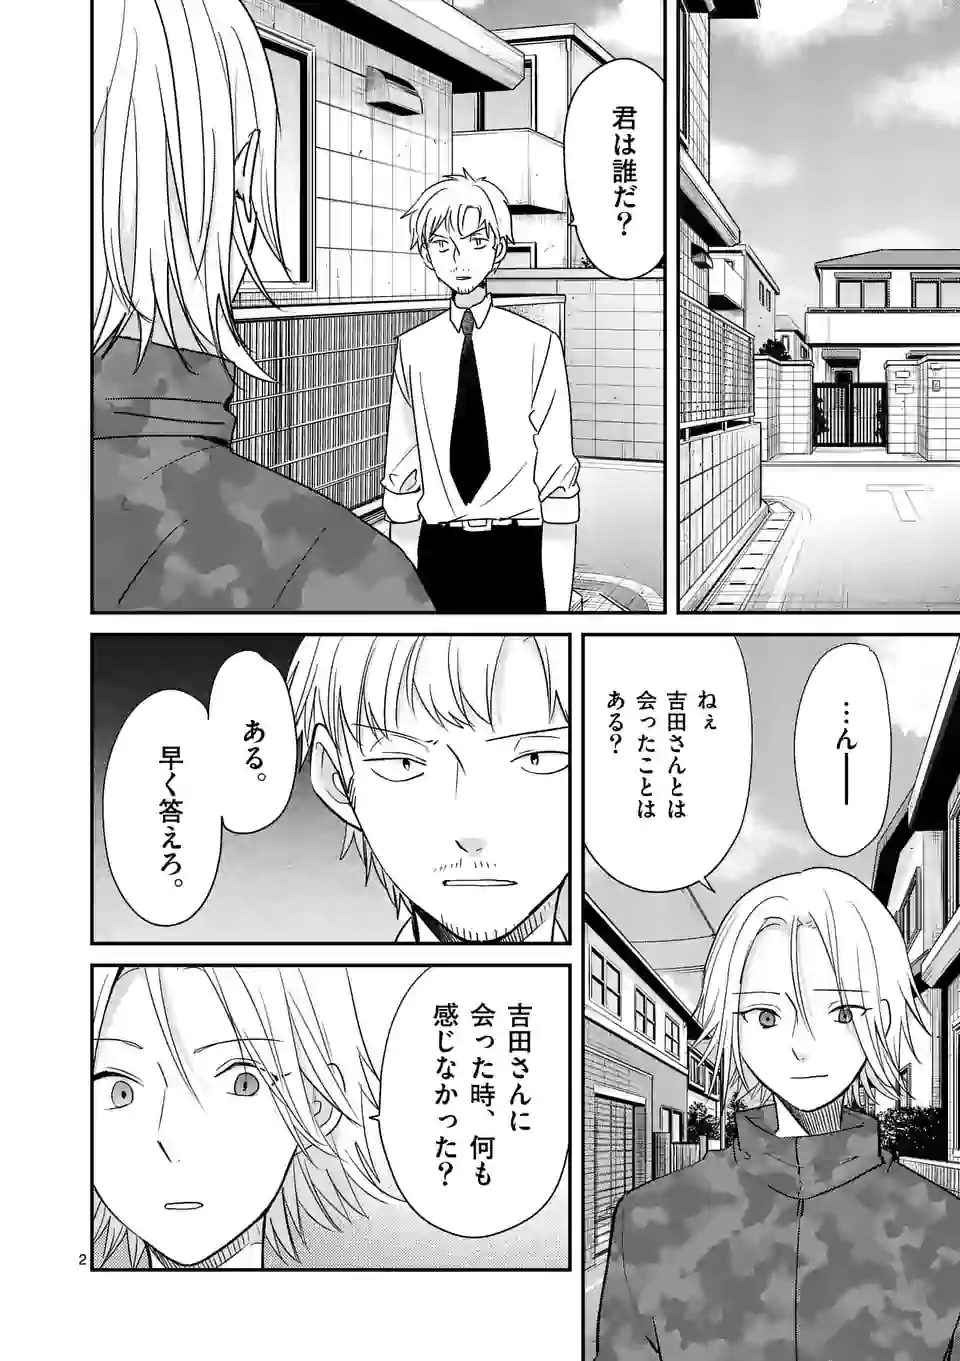 君は誰だ？
…んー
ねぇ
吉田さんとは
会ったことは
ある？
ある。
早く答えろ。
吉田さんに
会った時、何も
感じなかった？
2